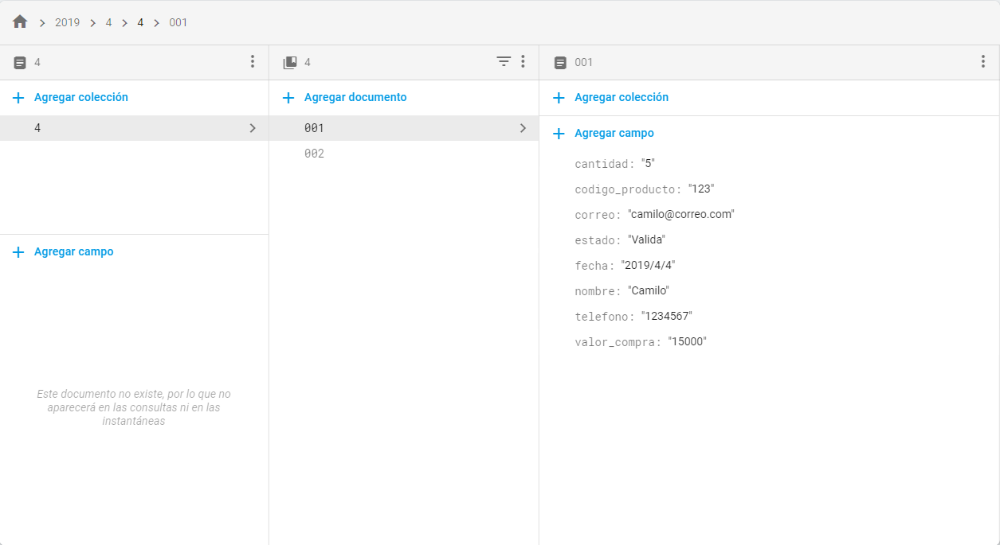 2019 > 4 > 4 > 001
4
Agregar colección
4
Agregar campo
Este documento no existe, por lo que no
aparecerá en las consultas ni en las
instantáneas
4
Agregar documento
001
002
001
Agregar colección
Agregar campo
cantidad: "5"
codigo_producto: "123"
correo: "camilo@correo.com"
estado: "Valida"
fecha: "2019/4/4"
nombre: "Camilo"
telefono: "1234567"
valor_compra: "15000"